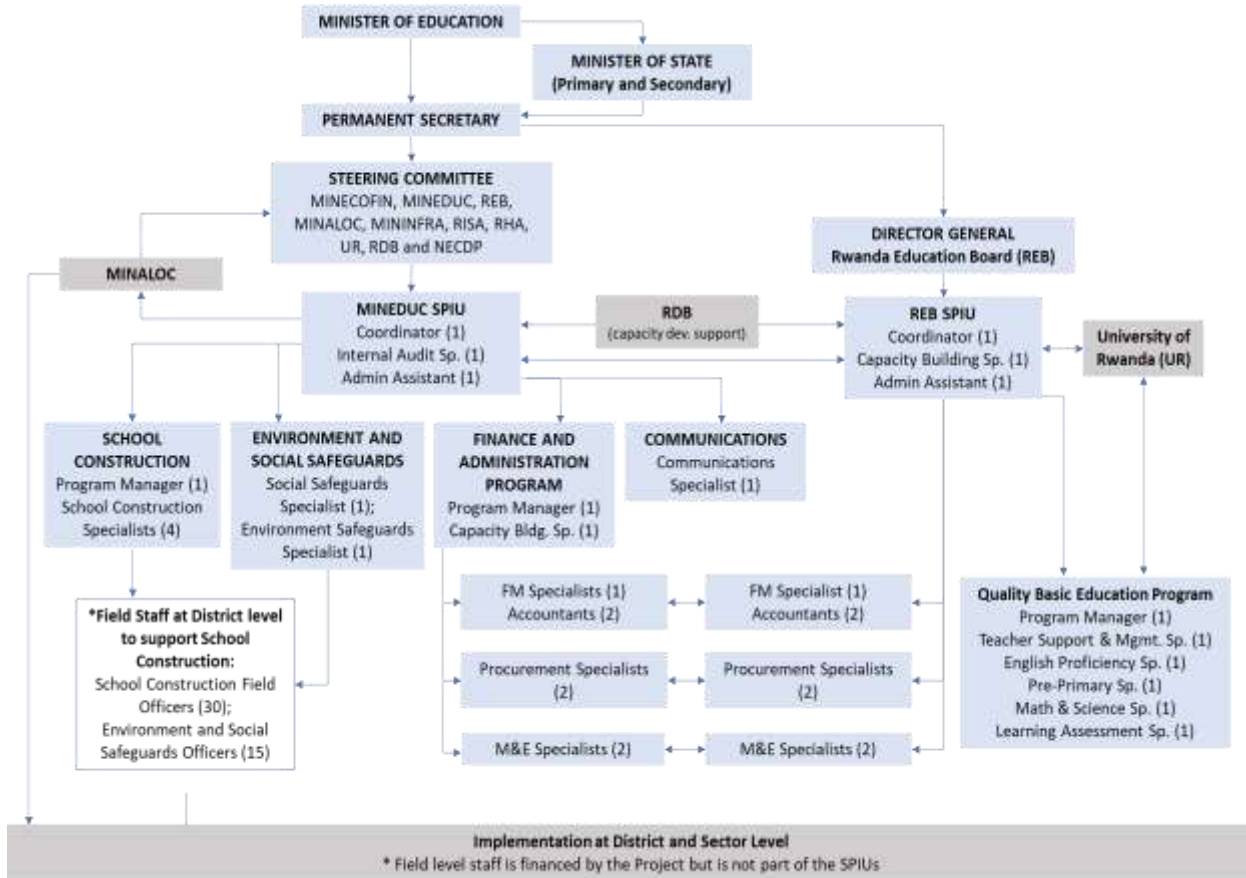 MINISTER OF EDUCATION
MINISTER OF STATE
(Primary and Secondary)
PERMANENT SECRETARY
STEERING COMMITTEE
MINECOFIN, MINEDUC, REB,
MINALOC, MININFRA, RISA, RHA,
UR, RDB and NECDP
DIRECTOR GENERAL
Rwanda Education Board (REB)
MINALOC
MINEDUC SPIU
Coordinator (1)
Internal Audit Sp. (1)
Admin Assistant (1)
RDB
(capacity dev. support)
REB SPIU
Coordinator (1)
Capacity Building Sp. (1)
Admin Assistant (1)
University of
Rwanda (UR)
SCHOOL
CONSTRUCTION
Program Manager (1)
School Construction
Specialists (4)
ENVIRONMENT AND
SOCIAL SAFEGUARDS
Social Safeguards
Specialist (1);
Environment Safeguards
Specialist (1)
FINANCE AND
ADMINISTRATION
PROGRAM
Program Manager (1)
Capacity Bldg. Sp. (1)
COMMUNICATIONS
Communications
Specialist (1)
*Field Staff at District level
to support School
Construction:
School Construction Field
Officers (30);
Environment and Social
Safeguards Officers (15)
FM Specialists (1)
Accountants (2)
FM Specialist (1)
Accountants (2)
Procurement Specialists
(2)
Procurement Specialists
(2)
M&E Specialists (2)
M&E Specialists (2)
Quality Basic Education Program
Program Manager (1)
Teacher Support & Mgmt. Sp. (1)
English Proficiency Sp. (1)
Pre-Primary Sp. (1)
Math & Science Sp. (1)
Learning Assessment Sp. (1)
Implementation at District and Sector Level
* Field level staff is financed by the Project but is not part of the SPIUs